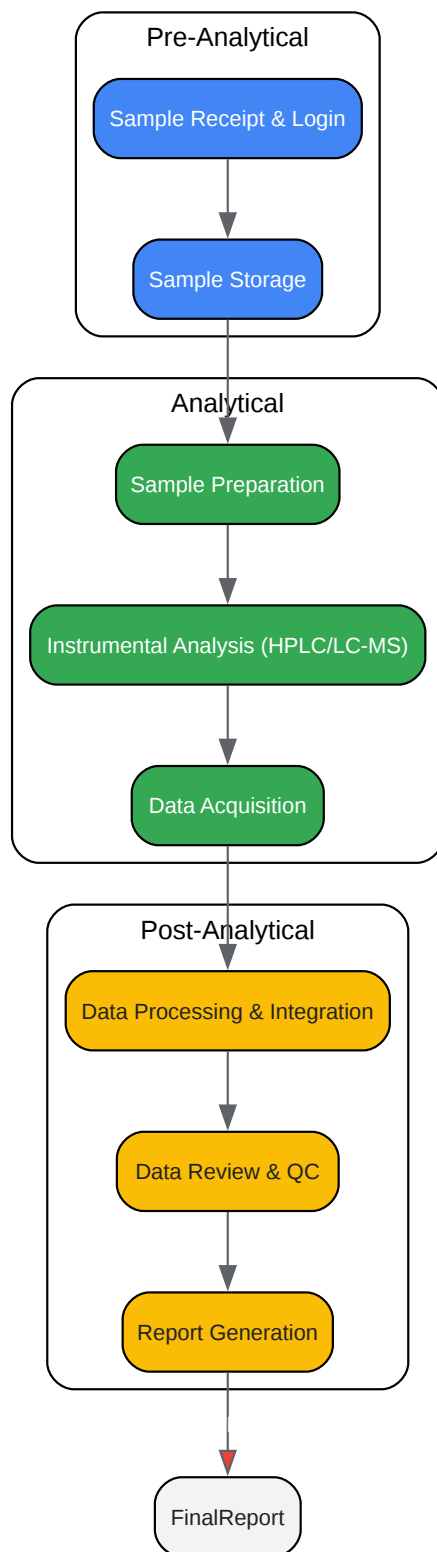 Pre-Analytical
Sample Receipt & Login
Sample Storage
Analytical
Sample Preparation
Instrumental Analysis (HPLC/LC-MS)
Data Acquisition
Post-Analytical
Data Processing & Integration
Data Review & QC
Report Generation
FinalReport